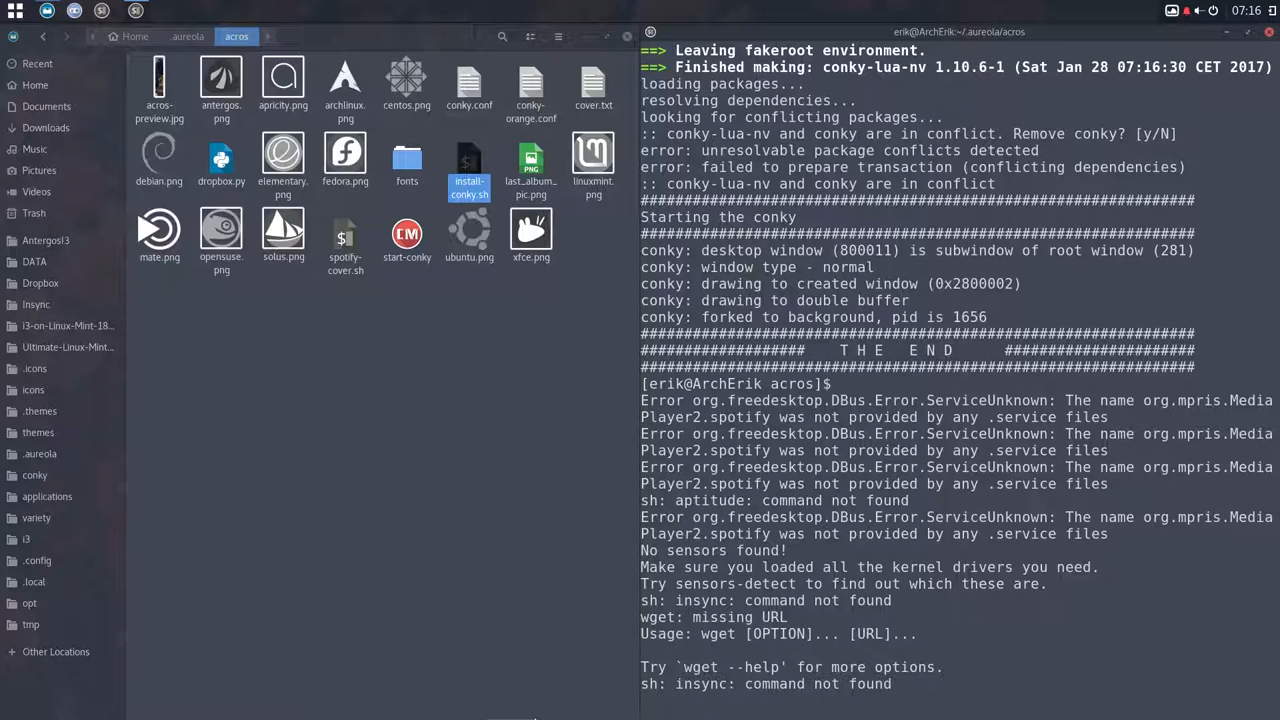 07:16
Home
.aureola
acros
Recent
Home
Documents
Downloads
Music
Pictures
Videos
Trash
Antergos13
DATA
Dropbox
Insync
i3-on-Linux-Mint-18...
Ultimate-Linux-Mint...
.icons
icons
.themes
themes
.aureola
conky
applications
variety
i3
.config
.local
opt
tmp
Other Locations
acros-
preview.jpg
antergos.
png
apricity.png
archlinux.
png
centos.png
conky.conf
conky-
orange.conf
cover.txt
debian.png
dropbox.py
elementary.
png
fedora.png
fonts
install-
conky.sh
last_album_
pic.png
linuxmint.
png
mate.png
opensuse.
png
solus.png
spotify-
cover.sh
start-conky
ubuntu.png
xfce.png
erik@ArchErik:~/.aureola/acros
==> Leaving fakeroot environment.
==> Finished making: conky-lua-nv 1.10.6-1 (Sat Jan 28 07:16:30 CET 2017)
loading packages...
resolving dependencies...
looking for conflicting packages...
:: conky-lua-nv and conky are in conflict. Remove conky? [y/N]
error: unresolvable package conflicts detected
error: failed to prepare transaction (conflicting dependencies)
:: conky-lua-nv and conky are in conflict
################################################################
Starting the conky
################################################################
conky: desktop window (800011) is subwindow of root window (281)
conky: window type - normal
conky: drawing to created window (0x2800002)
conky: drawing to double buffer
conky: forked to background, pid is 1656
################################################################
###################    T H E   E N D      ######################
################################################################
[erik@ArchErik acros]$
Error org.freedesktop.DBus.Error.ServiceUnknown: The name org.mpris.Media
Player2.spotify was not provided by any .service files
Error org.freedesktop.DBus.Error.ServiceUnknown: The name org.mpris.Media
Player2.spotify was not provided by any .service files
Error org.freedesktop.DBus.Error.ServiceUnknown: The name org.mpris.Media
Player2.spotify was not provided by any .service files
sh: aptitude: command not found
Error org.freedesktop.DBus.Error.ServiceUnknown: The name org.mpris.Media
Player2.spotify was not provided by any .service files
No sensors found!
Make sure you loaded all the kernel drivers you need.
Try sensors-detect to find out which these are.
sh: insync: command not found
wget: missing URL
Usage: wget [OPTION]... [URL]...
Try `wget --help' for more options.
sh: insync: command not found